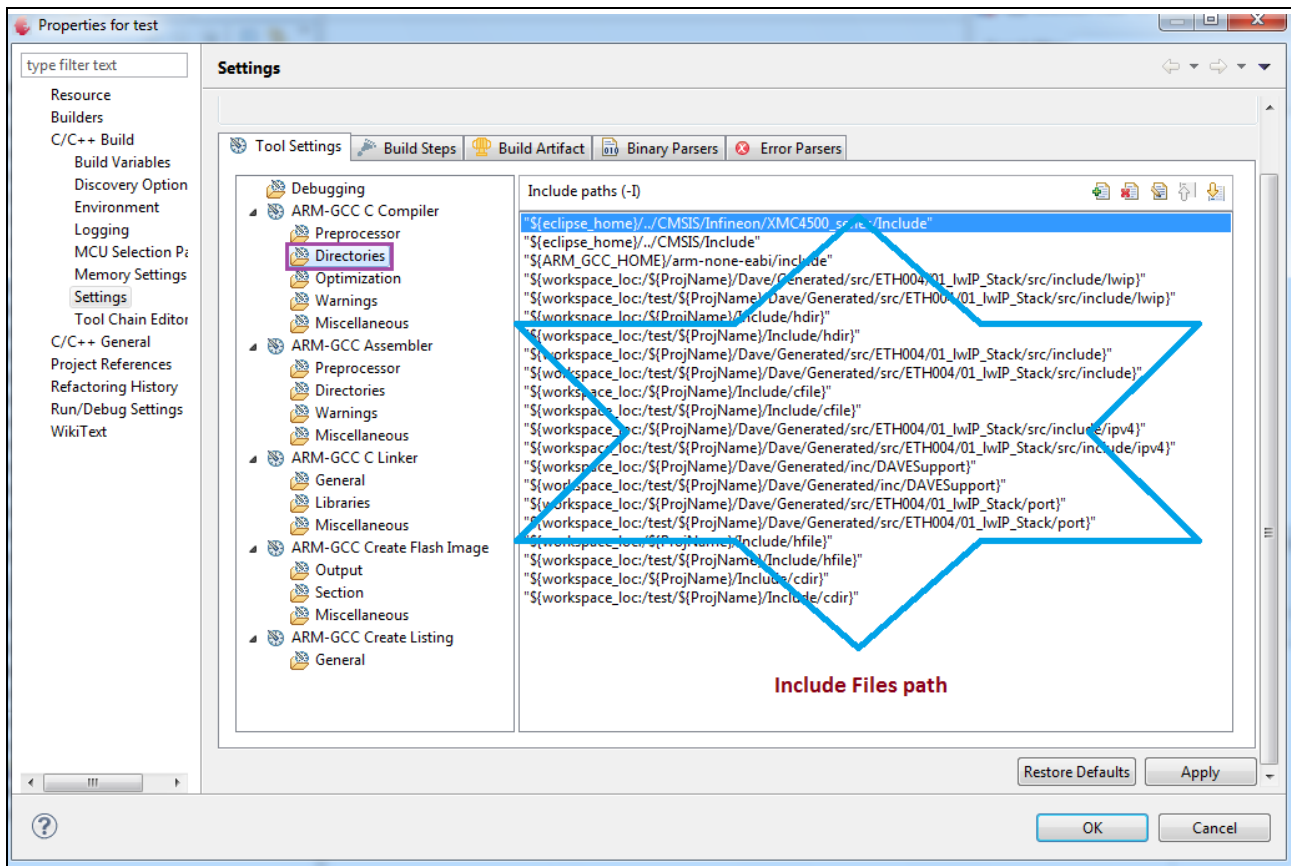 Properties for test
type filter text
Resource
Builders
C/C++ Build
Build Variables
Discovery Option
Environment
Logging
MCU Selection Pa
Memory Settings
Settings
Tool Chain Editor
C/C++ General
Project References
Refactoring History
Run/Debug Settings
WikiText
Settings
Tool Settings
Build Steps
Build Artifact
Binary Parsers
Error Parsers
Debugging
ARM-GCC C Compiler
Preprocessor
Directories
Optimization
Warnings
Miscellaneous
ARM-GCC Assembler
Preprocessor
Directories
Warnings
Miscellaneous
ARM-GCC C Linker
General
Libraries
Miscellaneous
ARM-GCC Create Flash Image
Output
Section
Miscellaneous
ARM-GCC Create Listing
General
Include paths (-I)
"${eclipse_home}/../CMSIS/Infineon/XMC4500_series/Include"
"${eclipse_home}/../CMSIS/Include"
"${ARM_GCC_HOME}/arm-none-eabi/include"
"${workspace_loc:/${ProjName}/Dave/Generated/src/ETH004/01_lwIP_Stack/src/include/lwip}"
"${workspace_loc:/test/${ProjName}/Dave/Generated/src/ETH004/01_lwIP_Stack/src/include/lwip}"
"${workspace_loc:/${ProjName}/Include/hdir}"
"${workspace_loc:/test/${ProjName}/Include/hdir}"
"${workspace_loc:/${ProjName}/Dave/Generated/src/ETH004/01_lwIP_Stack/src/include}"
"${workspace_loc:/test/${ProjName}/Dave/Generated/src/ETH004/01_lwIP_Stack/src/include}"
"${workspace_loc:/${ProjName}/Include/cfile}"
"${workspace_loc:/test/${ProjName}/Include/cfile}"
"${workspace_loc:/${ProjName}/Dave/Generated/src/ETH004/01_lwIP_Stack/src/include/ipv4}"
"${workspace_loc:/test/${ProjName}/Dave/Generated/src/ETH004/01_lwIP_Stack/src/include/ipv4}"
"${workspace_loc:/${ProjName}/Dave/Generated/inc/DAVESupport}"
"${workspace_loc:/test/${ProjName}/Dave/Generated/inc/DAVESupport}"
"${workspace_loc:/${ProjName}/Dave/Generated/src/ETH004/01_lwIP_Stack/port}"
"${workspace_loc:/test/${ProjName}/Dave/Generated/src/ETH004/01_lwIP_Stack/port}"
"${workspace_loc:/${ProjName}/Include/hfile}"
"${workspace_loc:/test/${ProjName}/Include/hfile}"
"${workspace_loc:/${ProjName}/Include/cdir}"
"${workspace_loc:/test/${ProjName}/Include/cdir}"
Include Files path
Restore Defaults
Apply
OK
Cancel